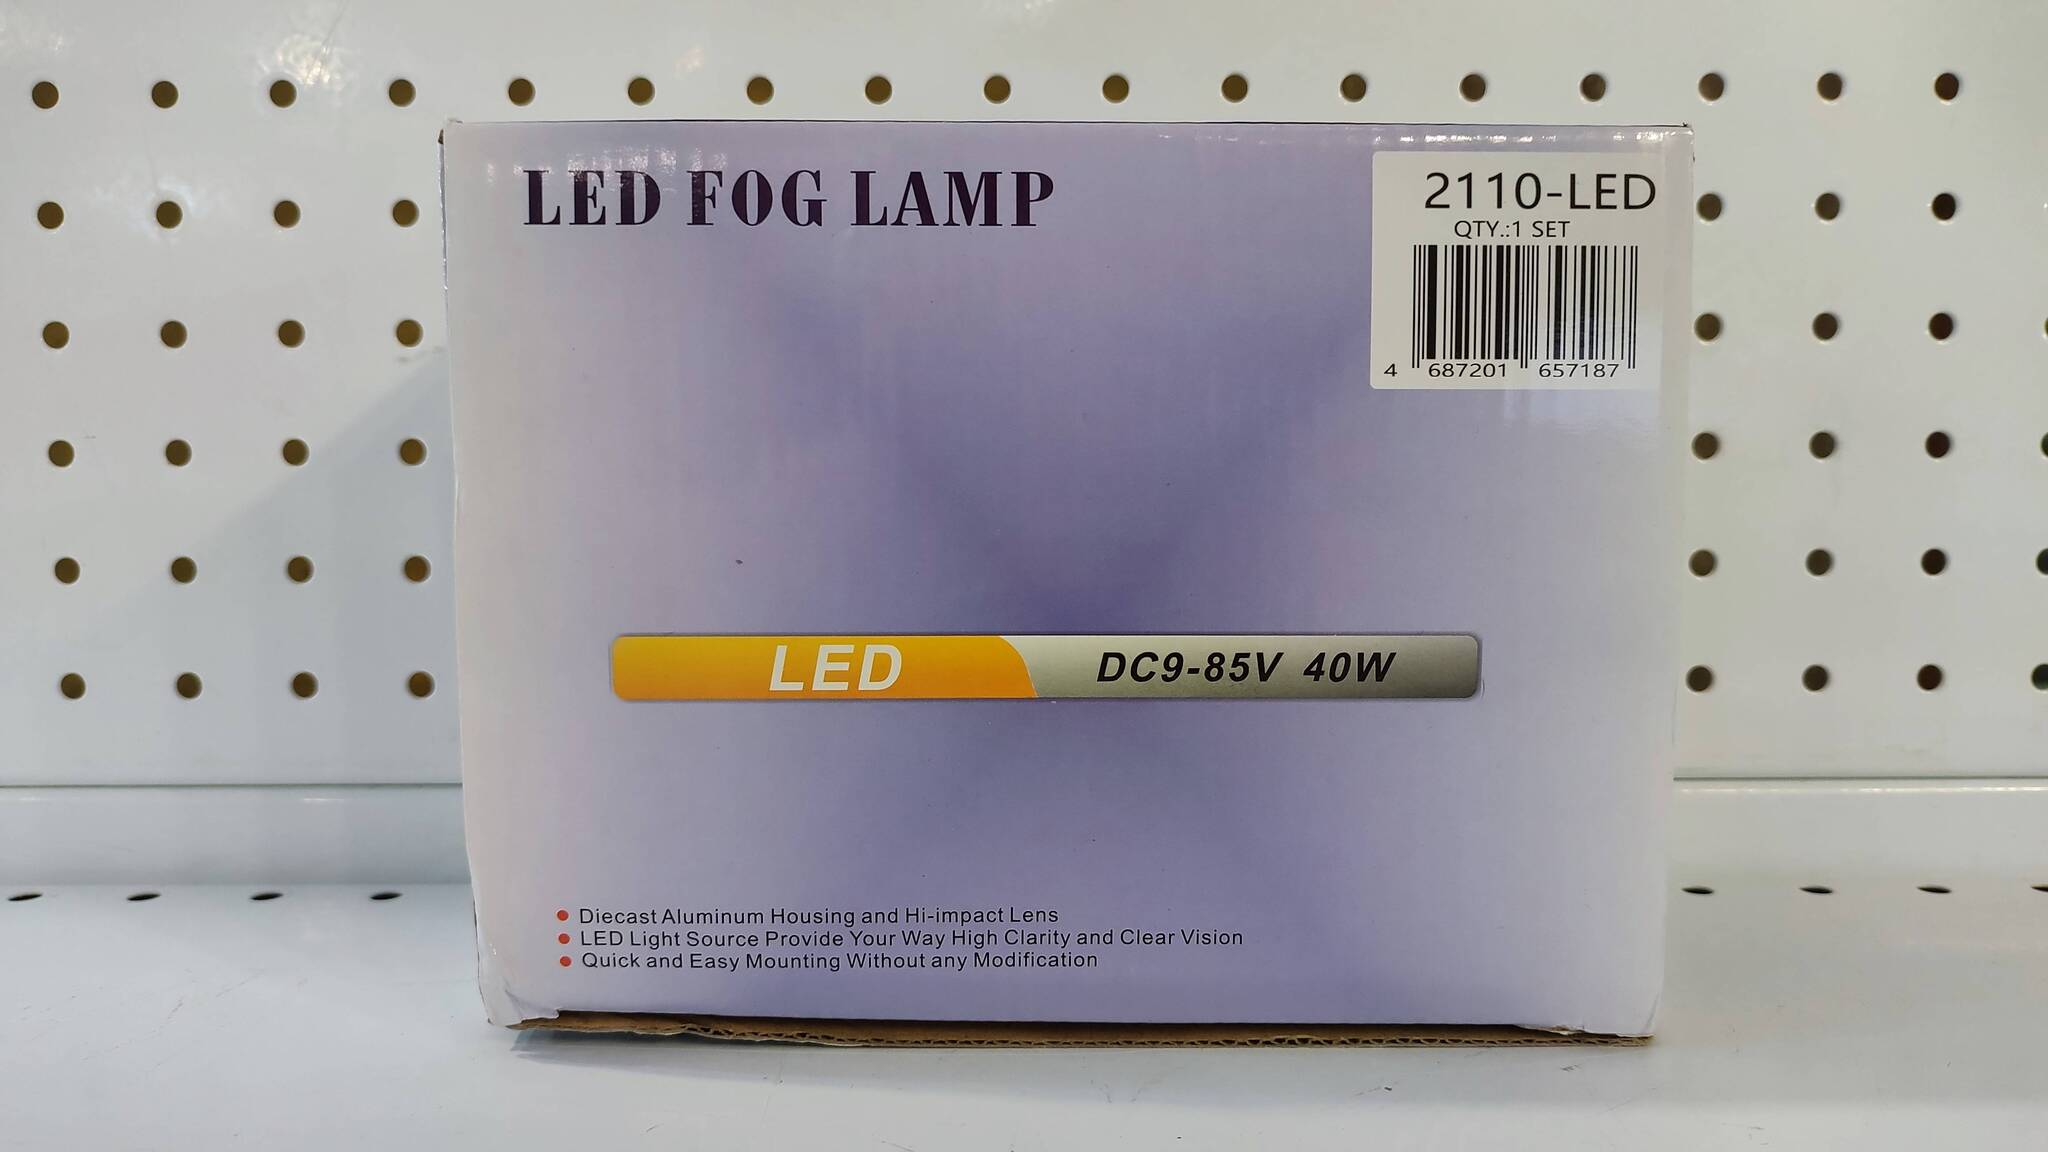 LED FOG LAMP
2110-LED
QTY.:1 SET
4 687201 657187
LED DC9-85V 40W
• Diecast Aluminum Housing and Hi-impact Lens
• LED Light Source Provide Your Way High Clarity and Clear Vision
• Quick and Easy Mounting Without any Modification